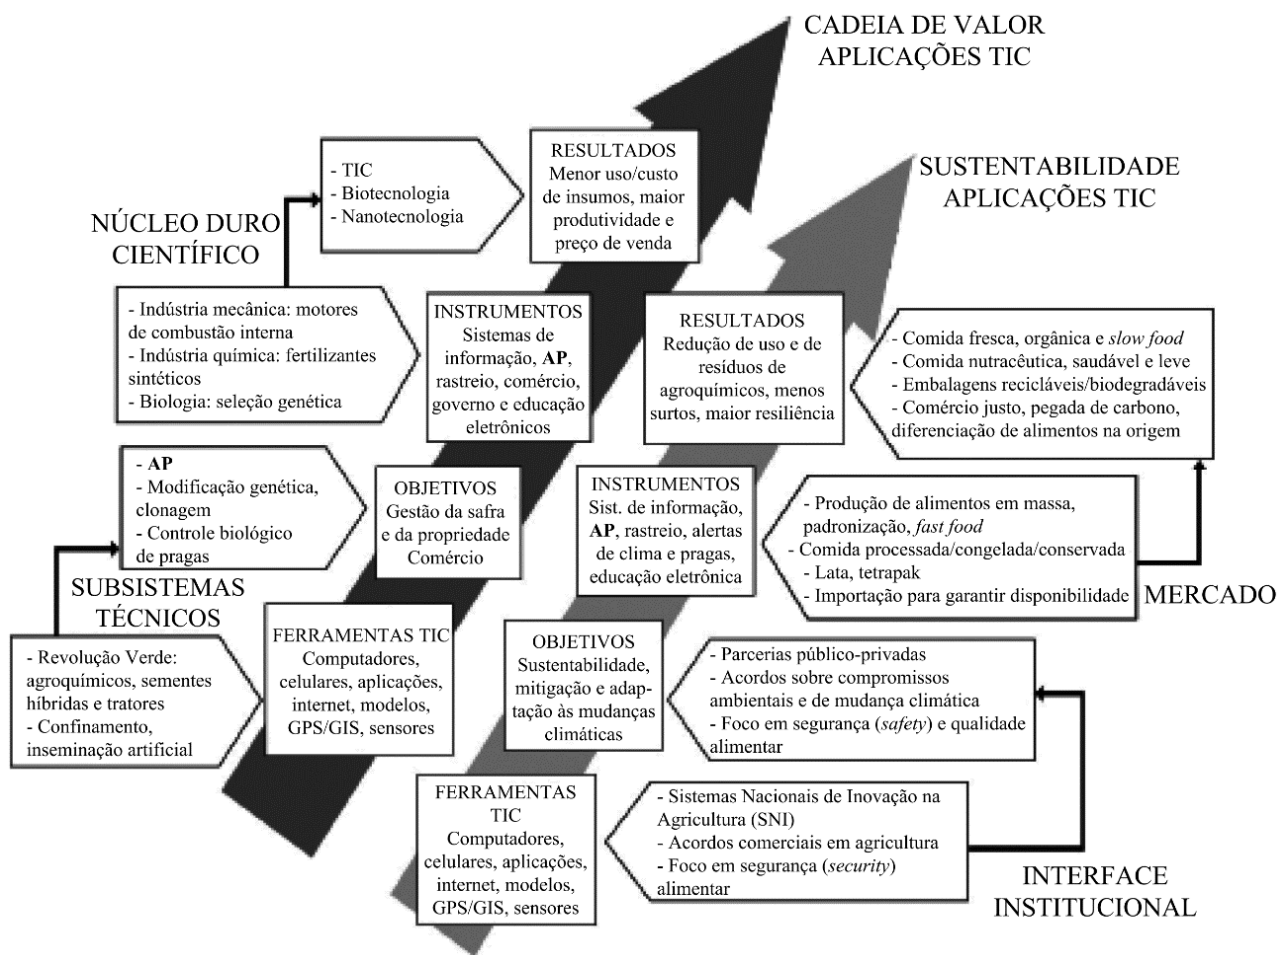 CADEIA DE VALOR
APLICAÇÕES TIC
SUSTENTABILIDADE
APLICAÇÕES TIC
NÚCLEO DURO
CIENTÍFICO
- TIC
- Biotecnologia
- Nanotecnologia
RESULTADOS
Menor uso/custo
de insumos, maior
produtividade e
preço de venda
- Indústria mecânica: motores
de combustão interna
- Indústria química: fertilizantes
sintéticos
- Biologia: seleção genética
INSTRUMENTOS
Sistemas de
informação, AP,
rastreio, comércio,
governo e educação
eletrônicos
RESULTADOS
Redução de uso e de
resíduos de
agroquímicos, menos
surtos, maior resiliência
- Comida fresca, orgânica e slow food
- Comida nutracêutica, saudável e leve
- Embalagens recicláveis/biodegradáveis
- Comércio justo, pegada de carbono,
diferenciação de alimentos na origem
- AP
- Modificação genética,
clonagem
- Controle biológico
de pragas
OBJETIVOS
Gestão da safra
e da propriedade
Comércio
INSTRUMENTOS
Sist. de informação,
AP, rastreio, alertas
de clima e pragas,
educação eletrônica
- Produção de alimentos em massa,
padronização, fast food
- Comida processada/congelada/conservada
- Lata, tetrapak
- Importação para garantir disponibilidade
MERCADO
SUBSISTEMAS
TÉCNICOS
- Revolução Verde:
agroquímicos, sementes
híbridas e tratores
- Confinamento,
inseminação artificial
FERRAMENTAS TIC
Computadores,
celulares, aplicações,
internet, modelos,
GPS/GIS, sensores
OBJETIVOS
Sustentabilidade,
mitigação e adap-
tação às mudanças
climáticas
- Parcerias público-privadas
- Acordos sobre compromissos
ambientais e de mudança climática
- Foco em segurança (safety) e qualidade
alimentar
FERRAMENTAS
TIC
Computadores,
celulares, aplicações,
internet, modelos,
GPS/GIS, sensores
- Sistemas Nacionais de Inovação na
Agricultura (SNI)
- Acordos comerciais em agricultura
- Foco em segurança (security)
alimentar
INTERFACE
INSTITUCIONAL